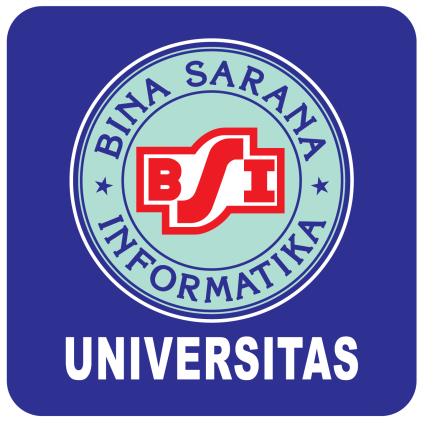 BINA SARANA
BSI
INFORMATIKA
UNIVERSITAS